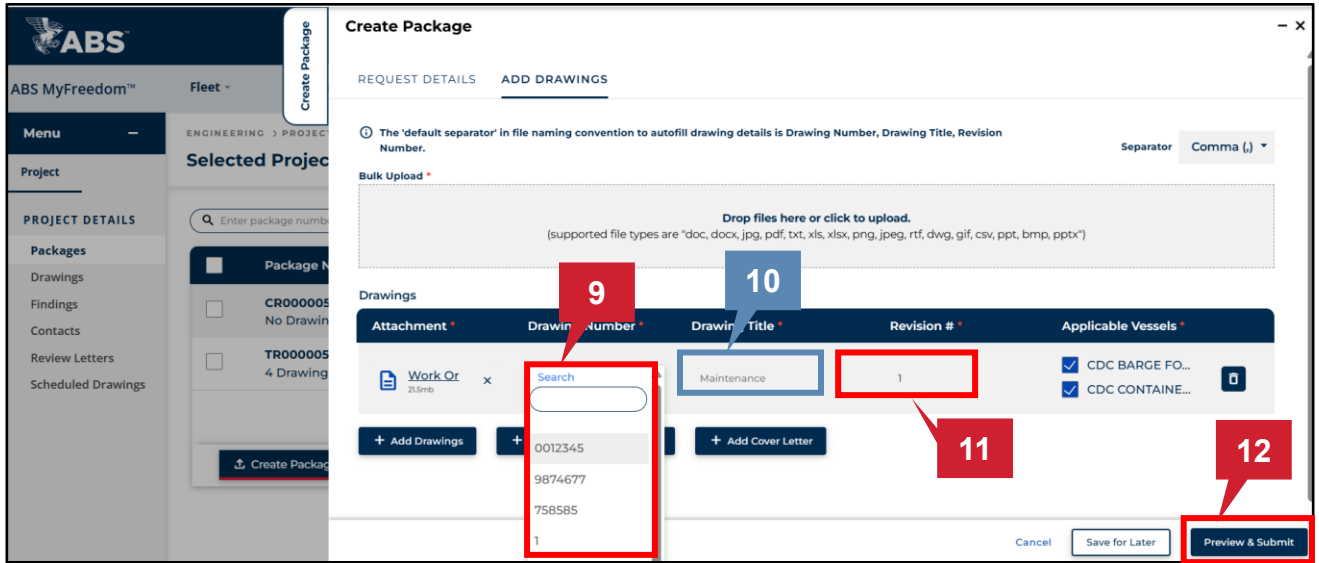 ABS
ABS MyFreedom™
Fleet
Menu
Project
PROJECT DETAILS
Packages
Drawings
Findings
Contacts
Review Letters
Scheduled Drawings
ENGINEERING > PROJEC
Selected Projec
Enter package numb
Package N
CR000005
No Drawin
TR000005
4 Drawing
Create Packag
Create Package
Create Package
REQUEST DETAILS ADD DRAWINGS
The 'default separator' in file naming convention to autofill drawing details is Drawing Number, Drawing Title, Revision
Number.
Separator Comma (,)
Bulk Upload *
Drop files here or click to upload.
(supported file types are "doc, docx, jpg, pdf, txt, xls, xlsx, png, jpeg, rtf, dwg, gif, csv, ppt, bmp, pptx")
9
10
Drawings
Attachment * Drawing Number * Drawing Title * Revision # * Applicable Vessels *
Work Or x
21.5mb
Search
Maintenance
1
CDC BARGE FO...
CDC CONTAINE...
+ Add Drawings
+
+ Add Cover Letter
0012345
9874677
758585
1
11
12
Cancel Save for Later Preview & Submit